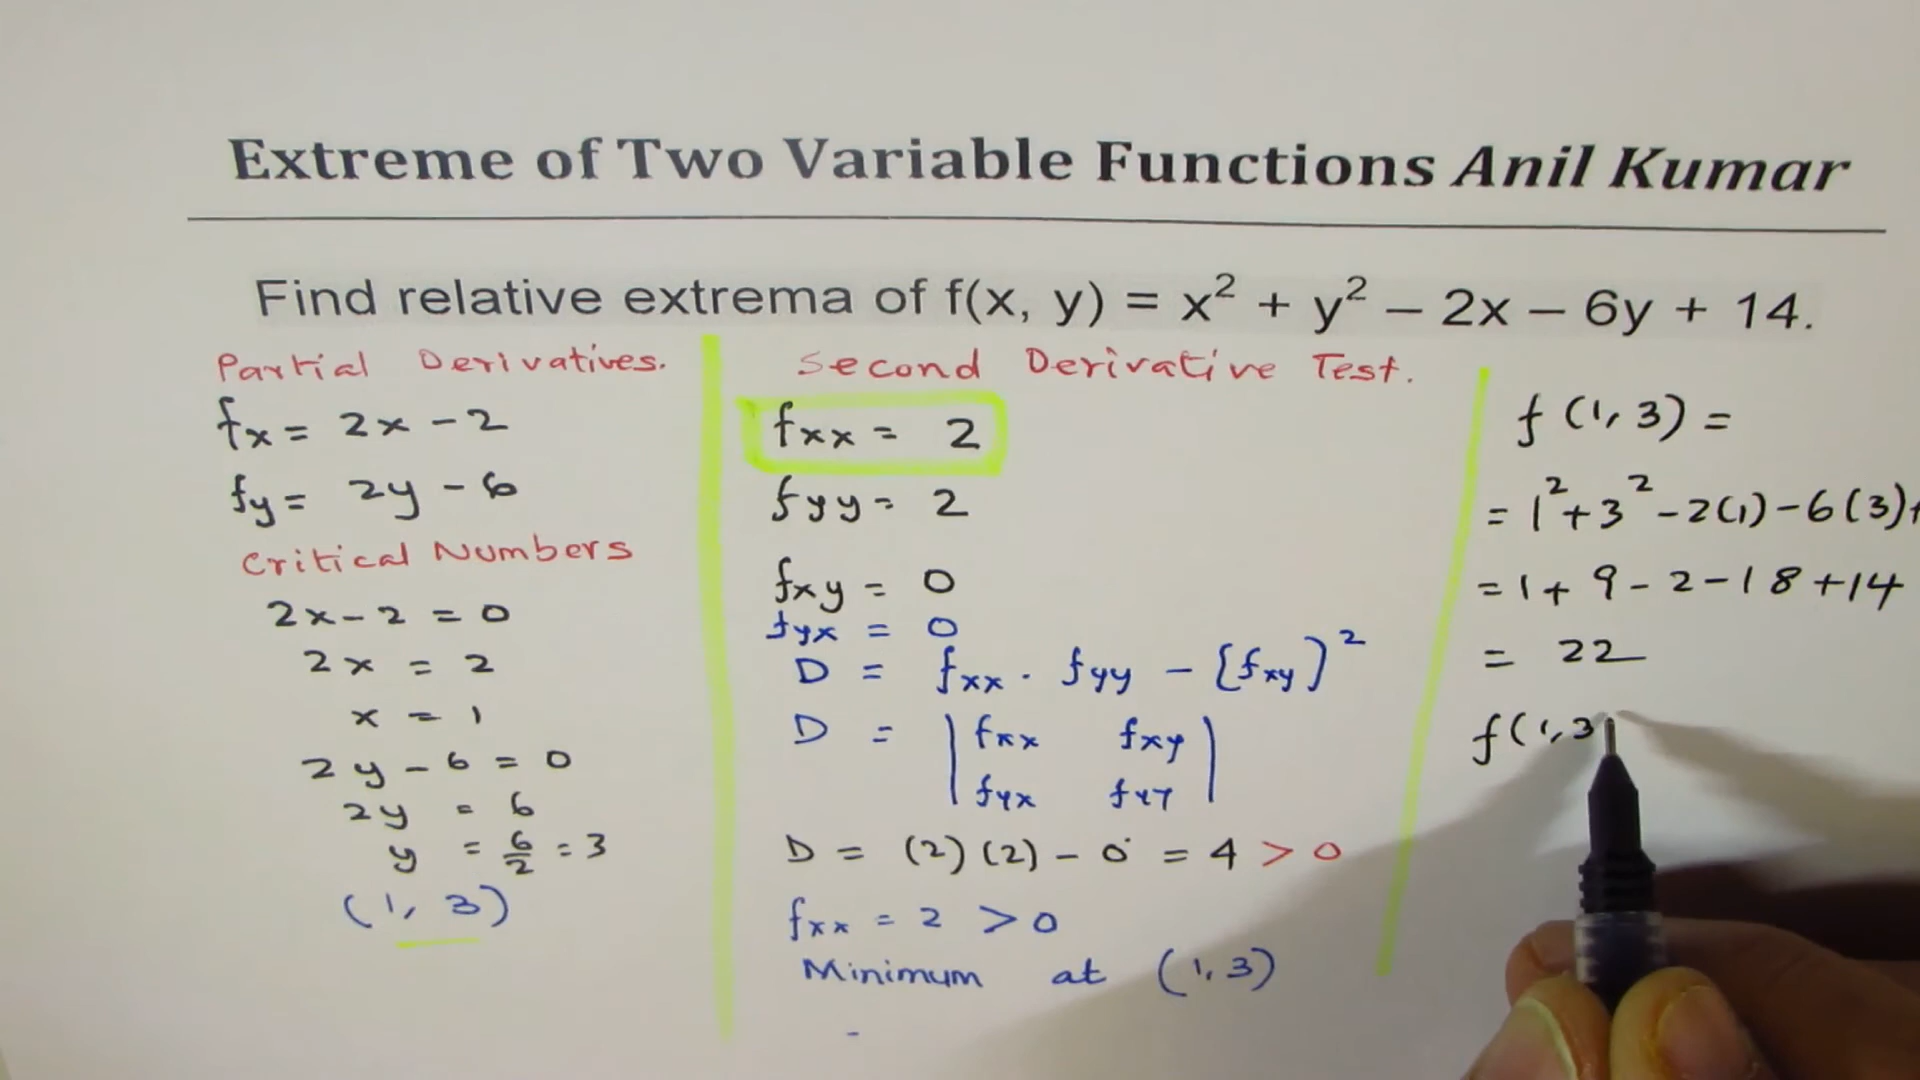 Extreme of Two Variable Functions Anil Kumar
Find relative extrema of f(x, y) = x² + y² – 2x – 6y + 14.
Partial Derivatives.
fx = 2x - 2
fy = 2y - 6
Critical Numbers
2x - 2 = 0
2x = 2
x = 1
2y - 6 = 0
2y = 6
y = 6/2 = 3
(1, 3)
Second Derivative Test.
fxx = 2
fyy = 2
fxy = 0
fyx = 0
D = fxx · fyy - [fxy)²
D = | fxx fxy |
| fyx fyy |
D = (2)(2) - 0 = 4 > 0
fxx = 2 > 0
Minimum at (1, 3)
f(1, 3) =
= 1² + 3² - 2(1) - 6(3) +
= 1 + 9 - 2 - 18 + 14
= 22
f(1, 3